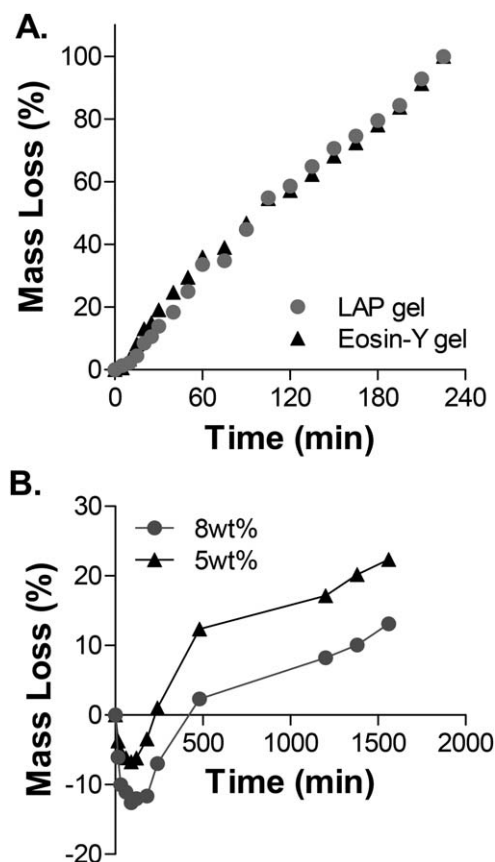 A.
Mass Loss (%)
100
80
60
40
20
0
LAP gel
Eosin-Y gel
0 60 120 180 240
Time (min)
B.
Mass Loss (%)
30
20
10
0
-10
-20
8wt%
5wt%
500 1000 1500 2000
Time (min)